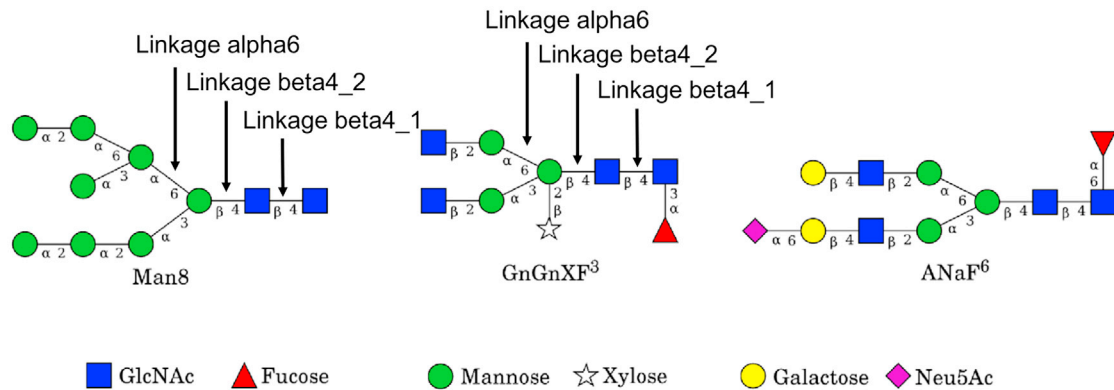 Linkage alpha6
Linkage beta4_2
Linkage beta4_1
α 2
α 6
α 3
α 6
α 3
α 2
α 2
β 4
β 4
Man8
Linkage alpha6
Linkage beta4_2
Linkage beta4_1
β 2
α 6
β 2
α 3
2 β
β 4
β 4
3 α
GnGnXF³
β 4
β 2
α 6
α 6
β 4
β 2
α 3
β 4
β 4
α 6
ANaF⁶
GlcNAc
Fucose
Mannose
Xylose
Galactose
Neu5Ac